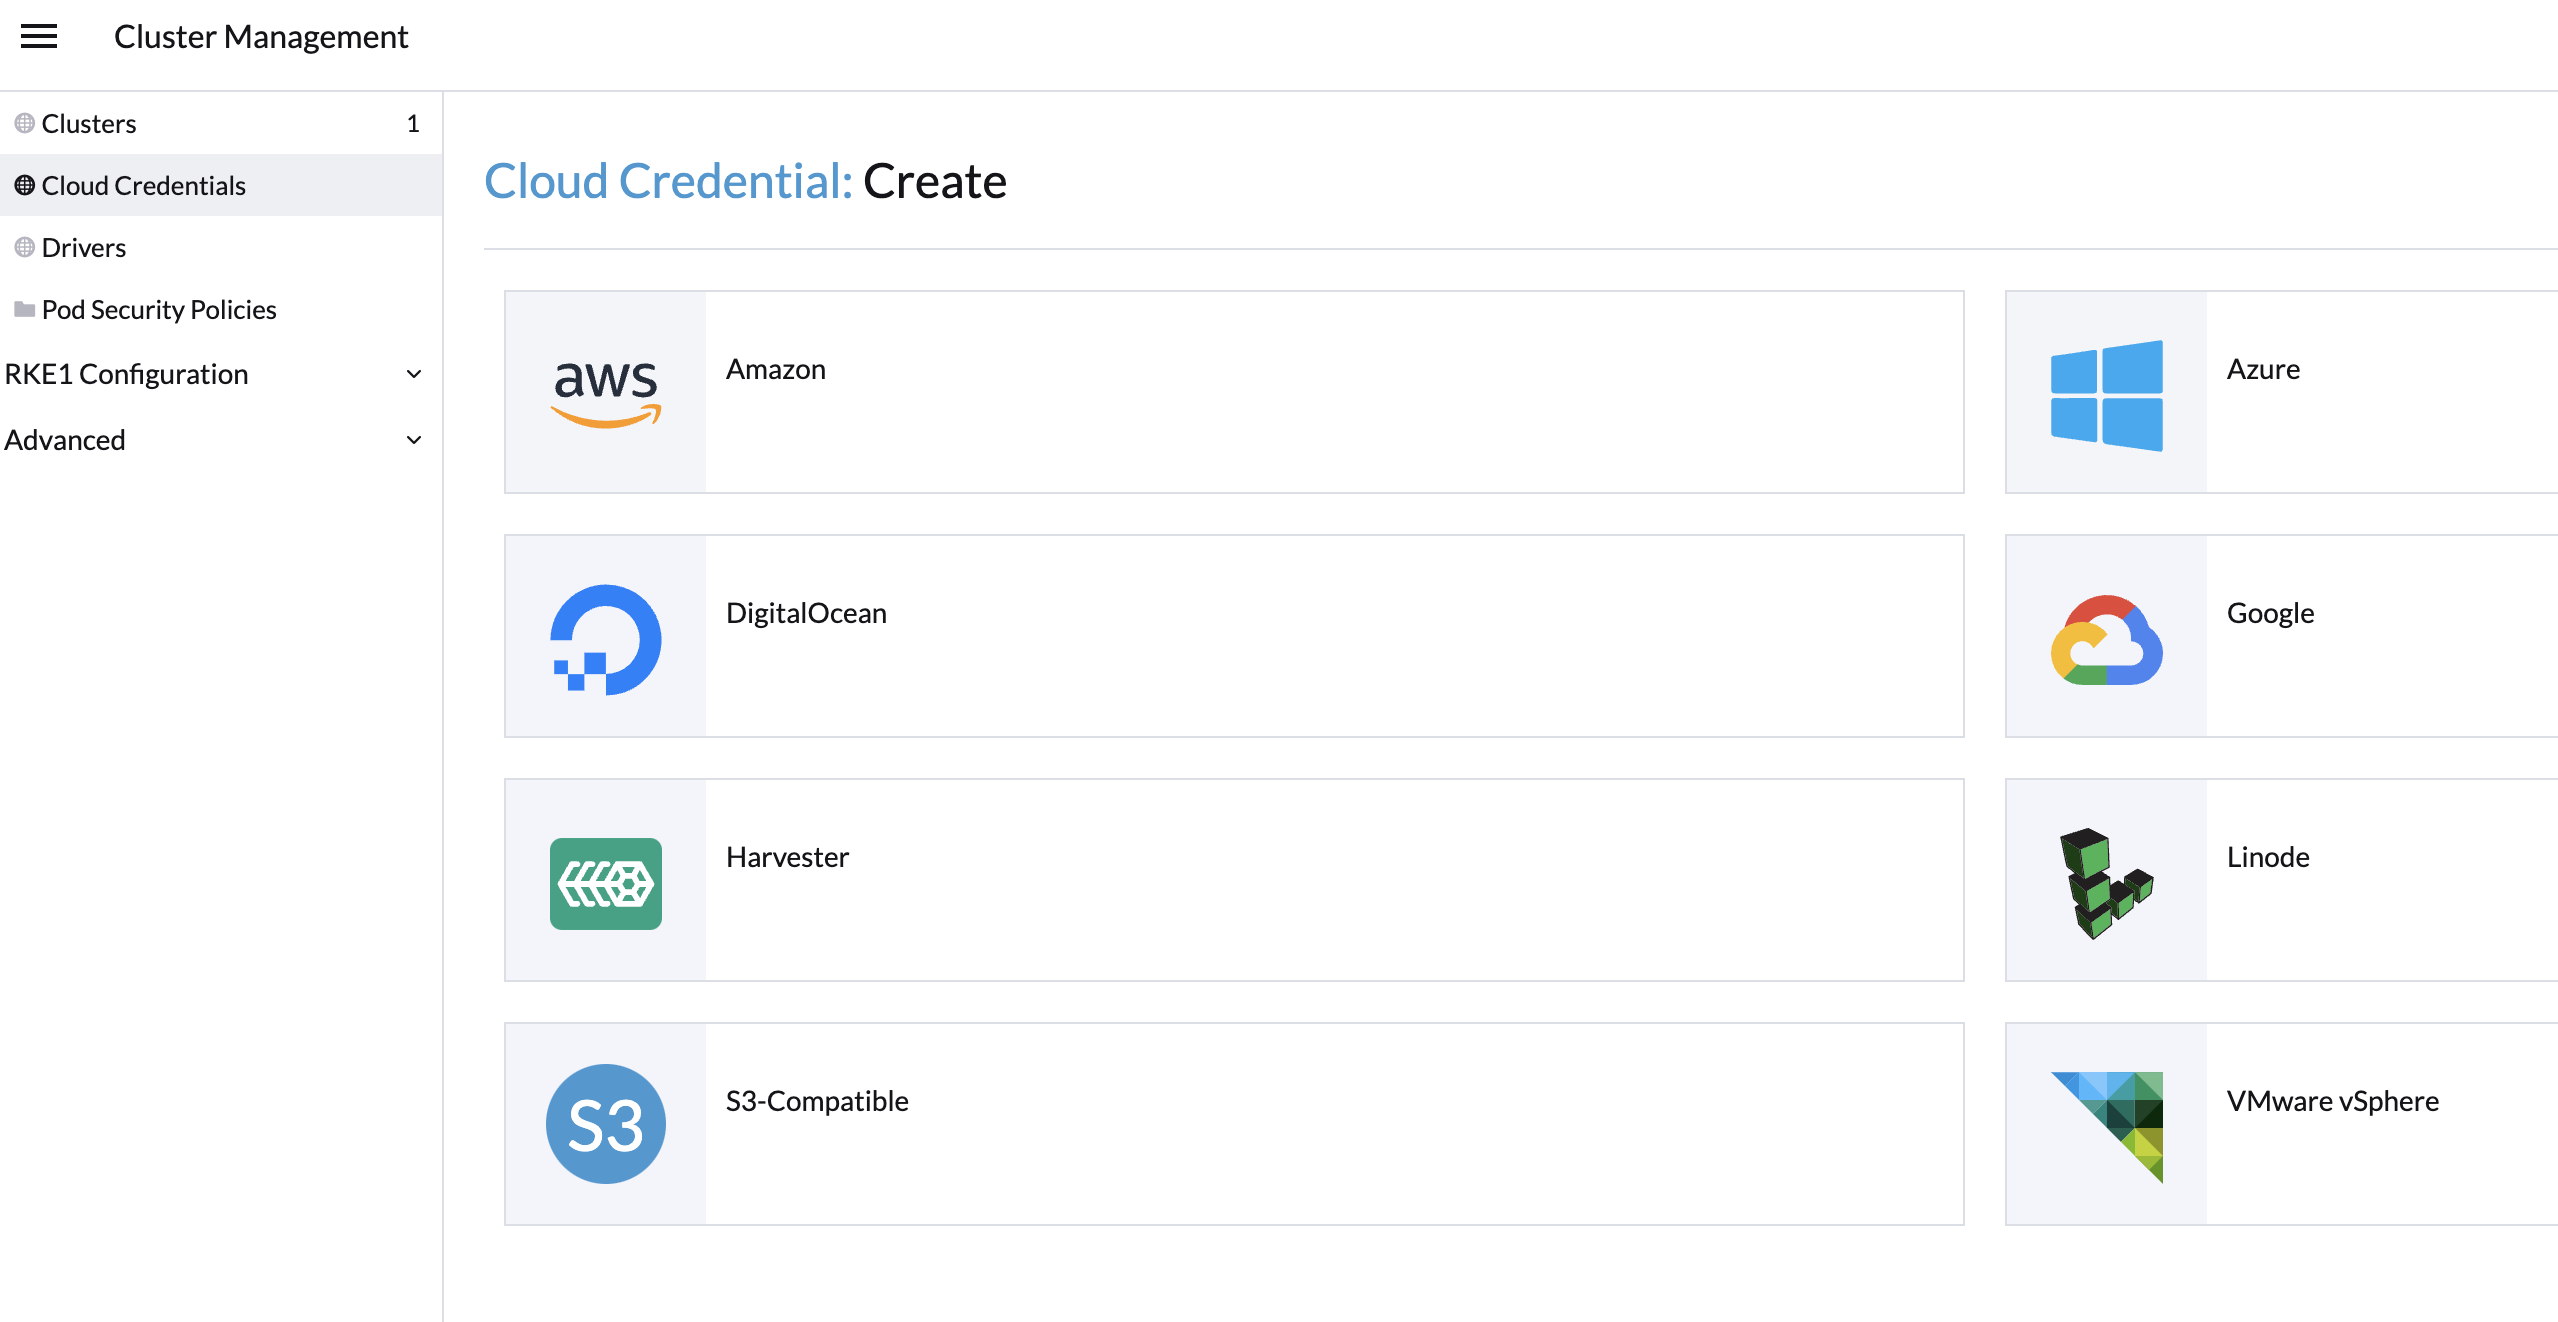 Cluster Management
Clusters 1
Cloud Credentials
Drivers
Pod Security Policies
RKE1 Configuration
Advanced
Cloud Credential: Create
aws
Amazon
Azure
DigitalOcean
Google
Harvester
Linode
S3
S3-Compatible
VMware vSphere